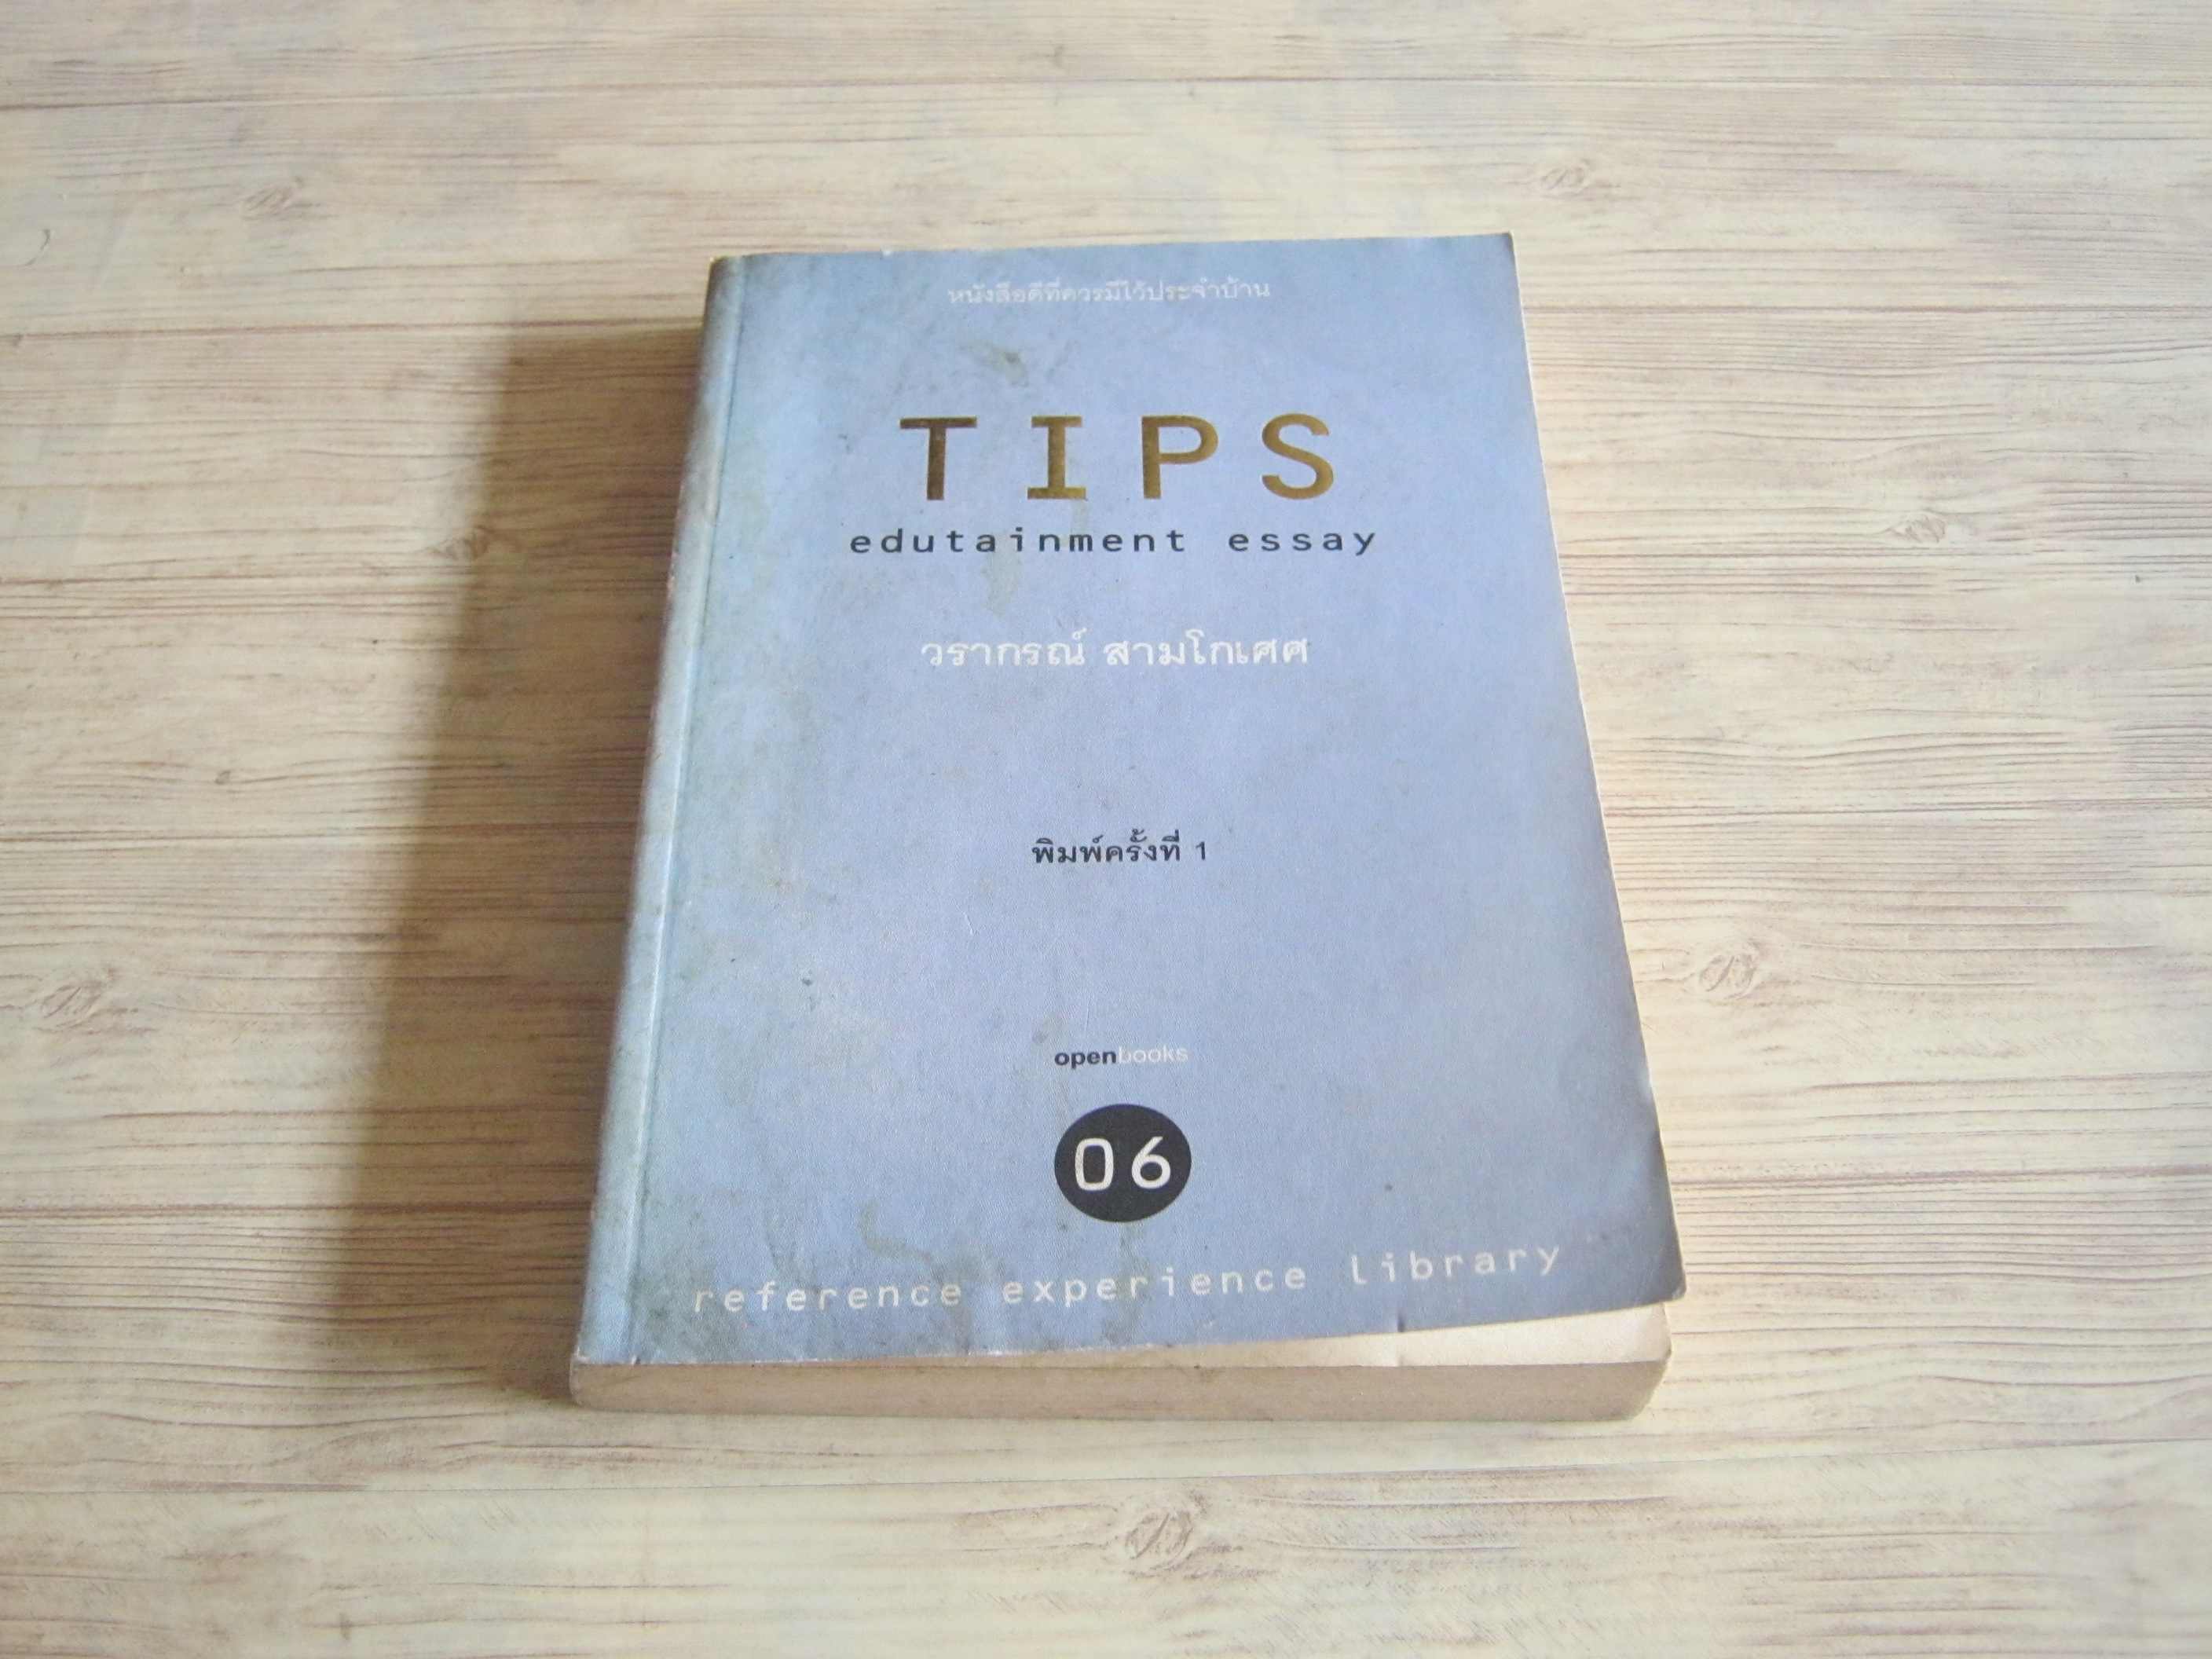 หนังสือดีที่ควรมีไว้ประจำบ้าน
TIPS
edutainment essay
วรากรณ์ สามโกเศศ
พิมพ์ครั้งที่ 1
openbooks
06
reference experience library